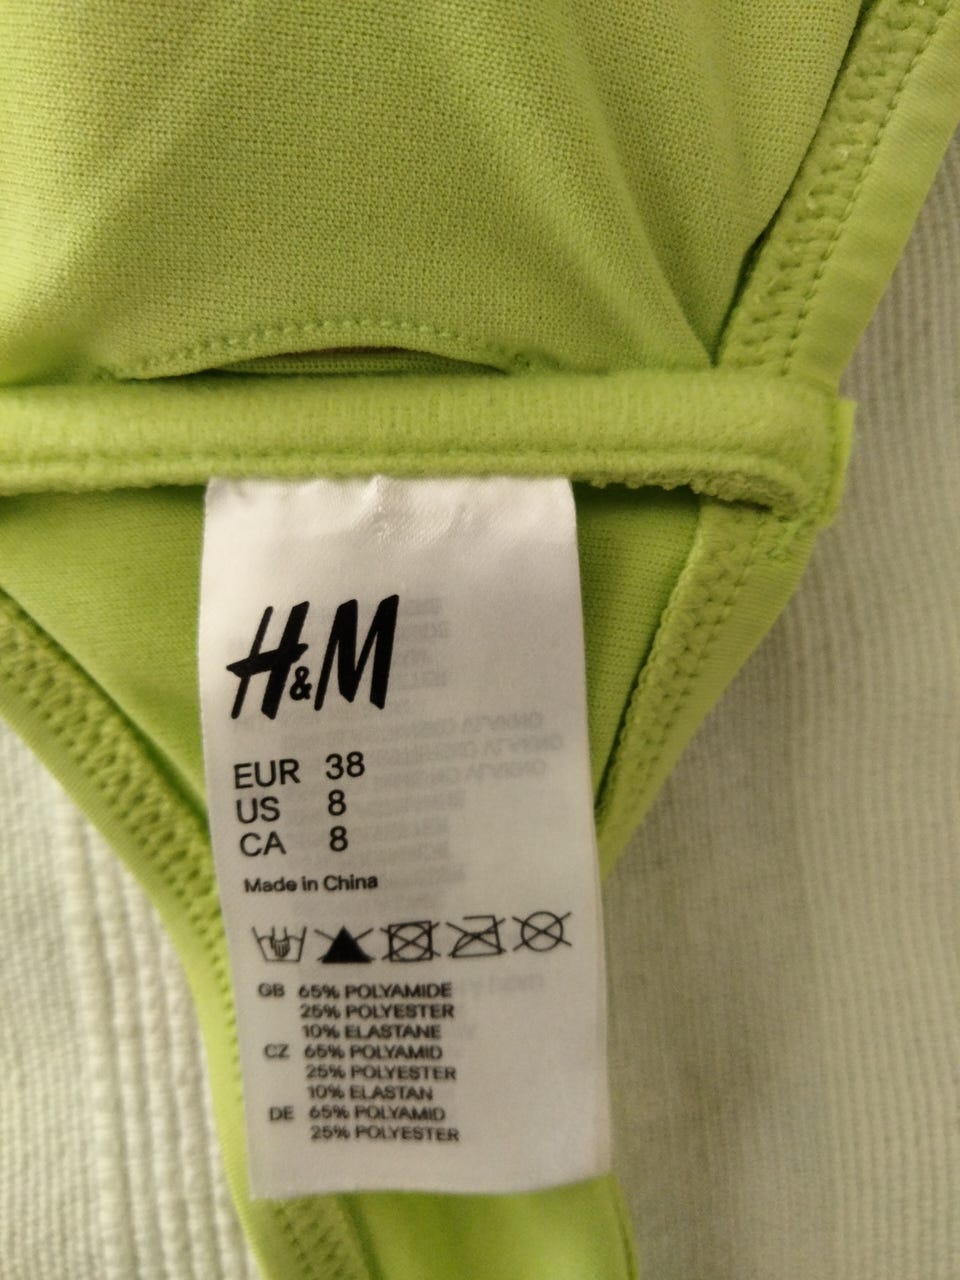 H&M
EUR 38
US 8
CA 8
Made in China
GB 65% POLYAMIDE
25% POLYESTER
10% ELASTANE
CZ 65% POLYAMID
25% POLYESTER
10% ELASTAN
DE 65% POLYAMID
25% POLYESTER